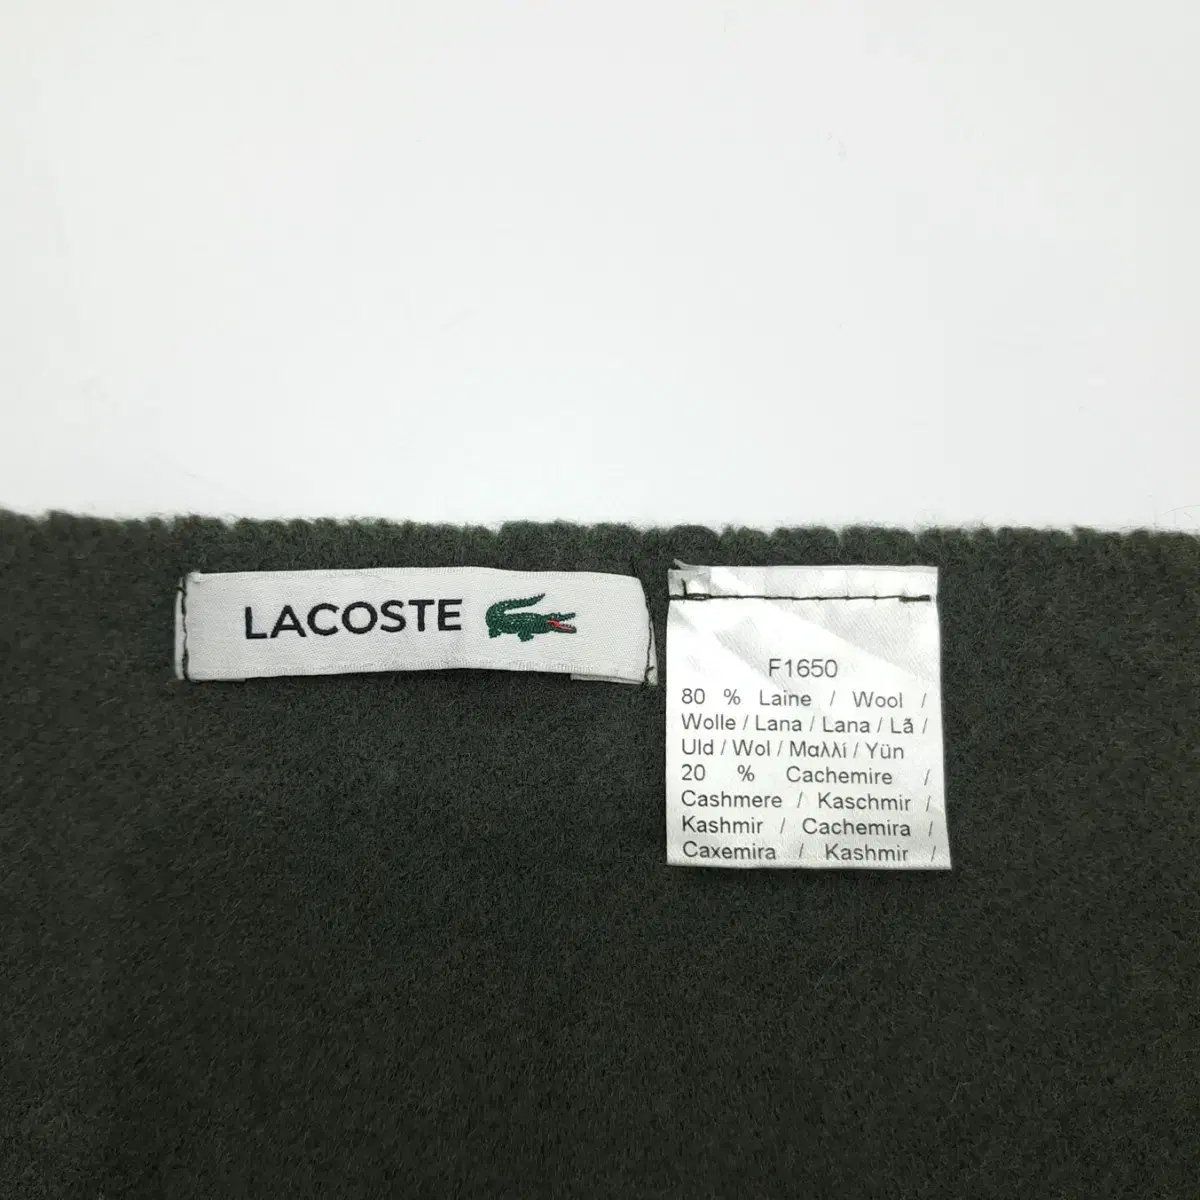 LACOSTE
F1650
80 % Laine / Wool /
Wolle / Lana / Lana / Lã /
Uld / Wol / Μαλλί / Yün
20 % Cachemire /
Cashmere / Kaschmir /
Kashmir / Cachemira /
Caxemira / Kashmir /